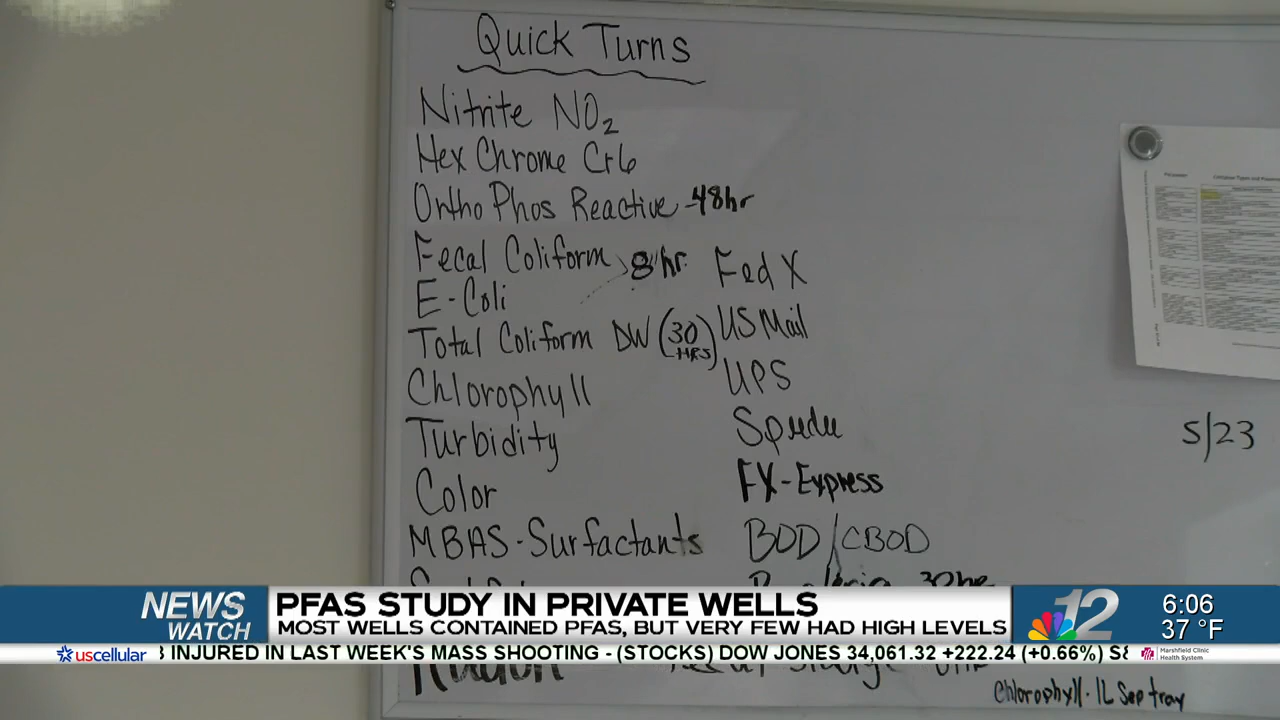 Quick Turns
Nitrite NO2
Hex Chrome Cr6
Ortho Phos Reactive -48hr
Fecal Coliform
8 hr
E-Coli
Total Coliform DW (30 HRS)
Chlorophyll
Turbidity
Color
MBAS-Surfactants
Fed X
US Mail
UPS
Spudee
FX-Express
BOD/CBOD
30hr
5/23
Chlorophyll. 1L Sep tray
NEWS WATCH
PFAS STUDY IN PRIVATE WELLS
MOST WELLS CONTAINED PFAS, BUT VERY FEW HAD HIGH LEVELS
12
6:06
37 °F
uscellular
INJURED IN LAST WEEK'S MASS SHOOTING - (STOCKS) DOW JONES 34,061.32 +222.24 (+0.66%) S&
Marshfield Clinic
Health System